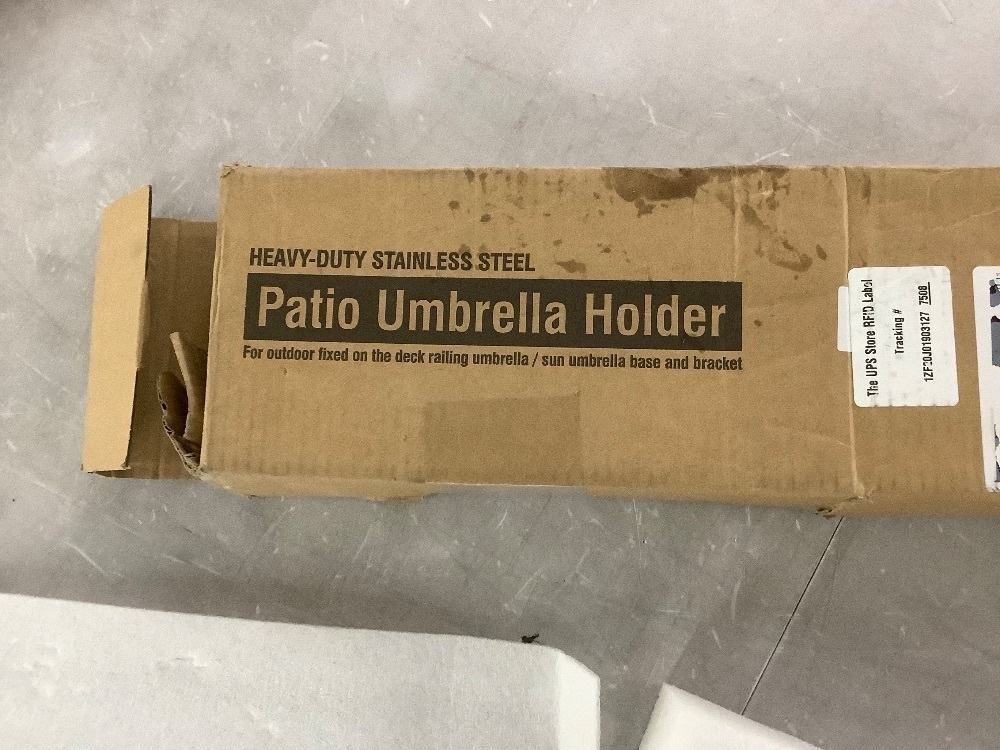 HEAVY-DUTY STAINLESS STEEL
Patio Umbrella Holder
For outdoor fixed on the deck railing umbrella / sun umbrella base and bracket
The UPS Store RFID Label
Tracking #
7508